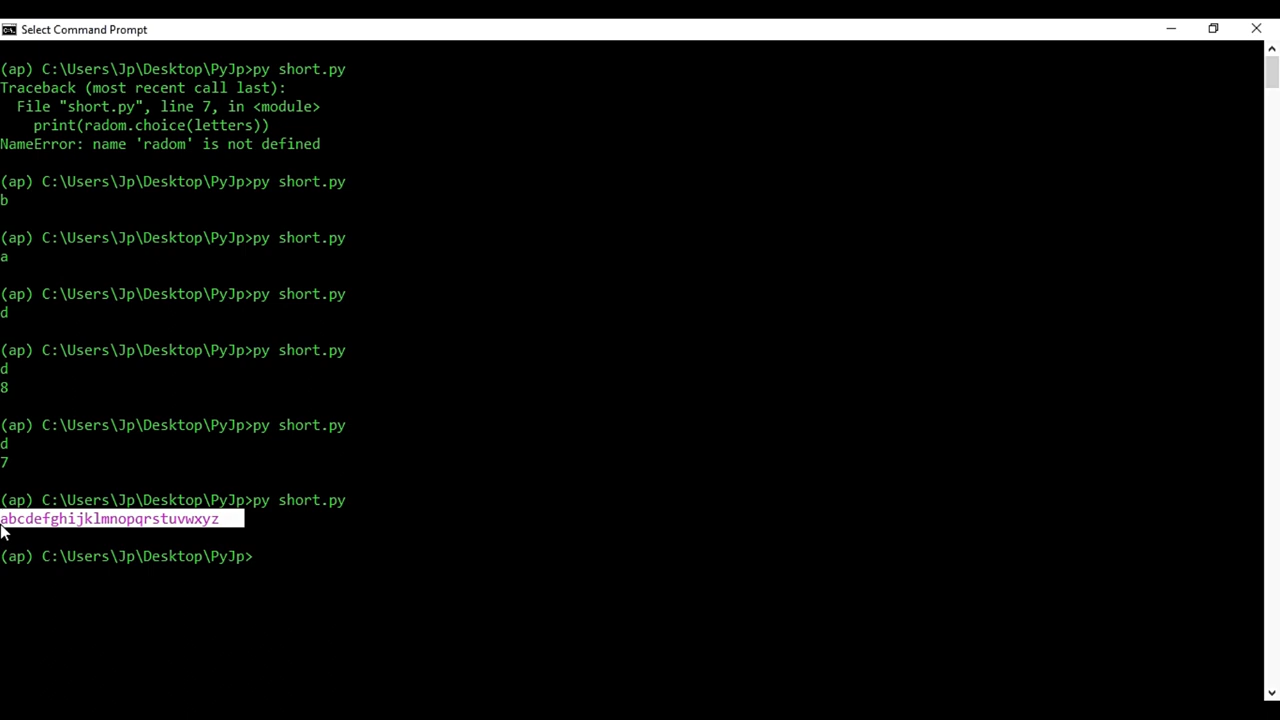 Select Command Prompt
(ap) C:\Users\Jp\Desktop\PyJp>py short.py
Traceback (most recent call last):
  File "short.py", line 7, in <module>
    print(radom.choice(letters))
NameError: name 'radom' is not defined
(ap) C:\Users\Jp\Desktop\PyJp>py short.py
b
(ap) C:\Users\Jp\Desktop\PyJp>py short.py
a
(ap) C:\Users\Jp\Desktop\PyJp>py short.py
d
(ap) C:\Users\Jp\Desktop\PyJp>py short.py
d
8
(ap) C:\Users\Jp\Desktop\PyJp>py short.py
d
7
(ap) C:\Users\Jp\Desktop\PyJp>py short.py
abcdefghijklmnopqrstuvwxyz
(ap) C:\Users\Jp\Desktop\PyJp>